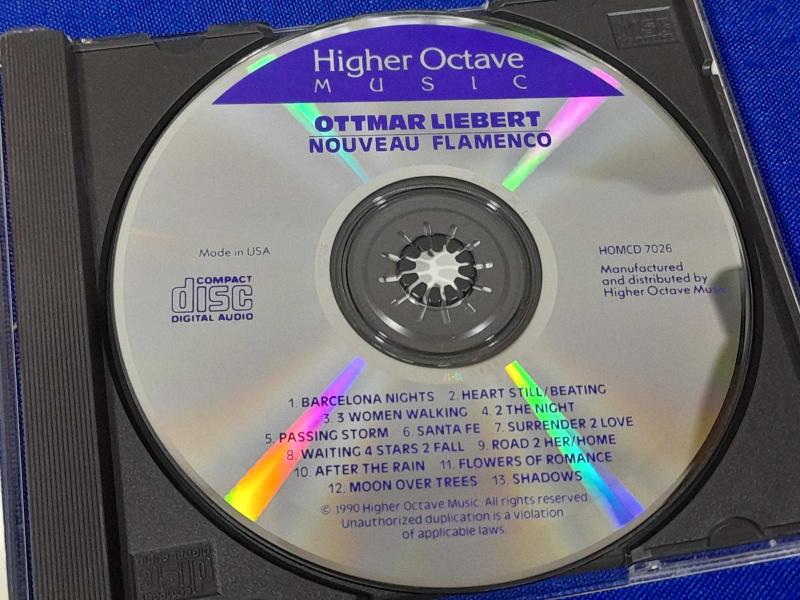 Higher Octave
MUSIC
OTTMAR LIEBERT
NOUVEAU FLAMENCO
Made in USA
COMPACT
disc
DIGITAL AUDIO
HOMCD 7026
Manufactured
and distributed by
Higher Octave Music
1. BARCELONA NIGHTS 2. HEART STILL/BEATING
3. 3 WOMEN WALKING 4. 2 THE NIGHT
5. PASSING STORM 6. SANTA FE 7. SURRENDER 2 LOVE
8. WAITING 4 STARS 2 FALL 9. ROAD 2 HER/HOME
10. AFTER THE RAIN 11. FLOWERS OF ROMANCE
12. MOON OVER TREES 13. SHADOWS
© 1990 Higher Octave Music. All rights reserved
Unauthorized duplication is a violation
of applicable laws.
disc